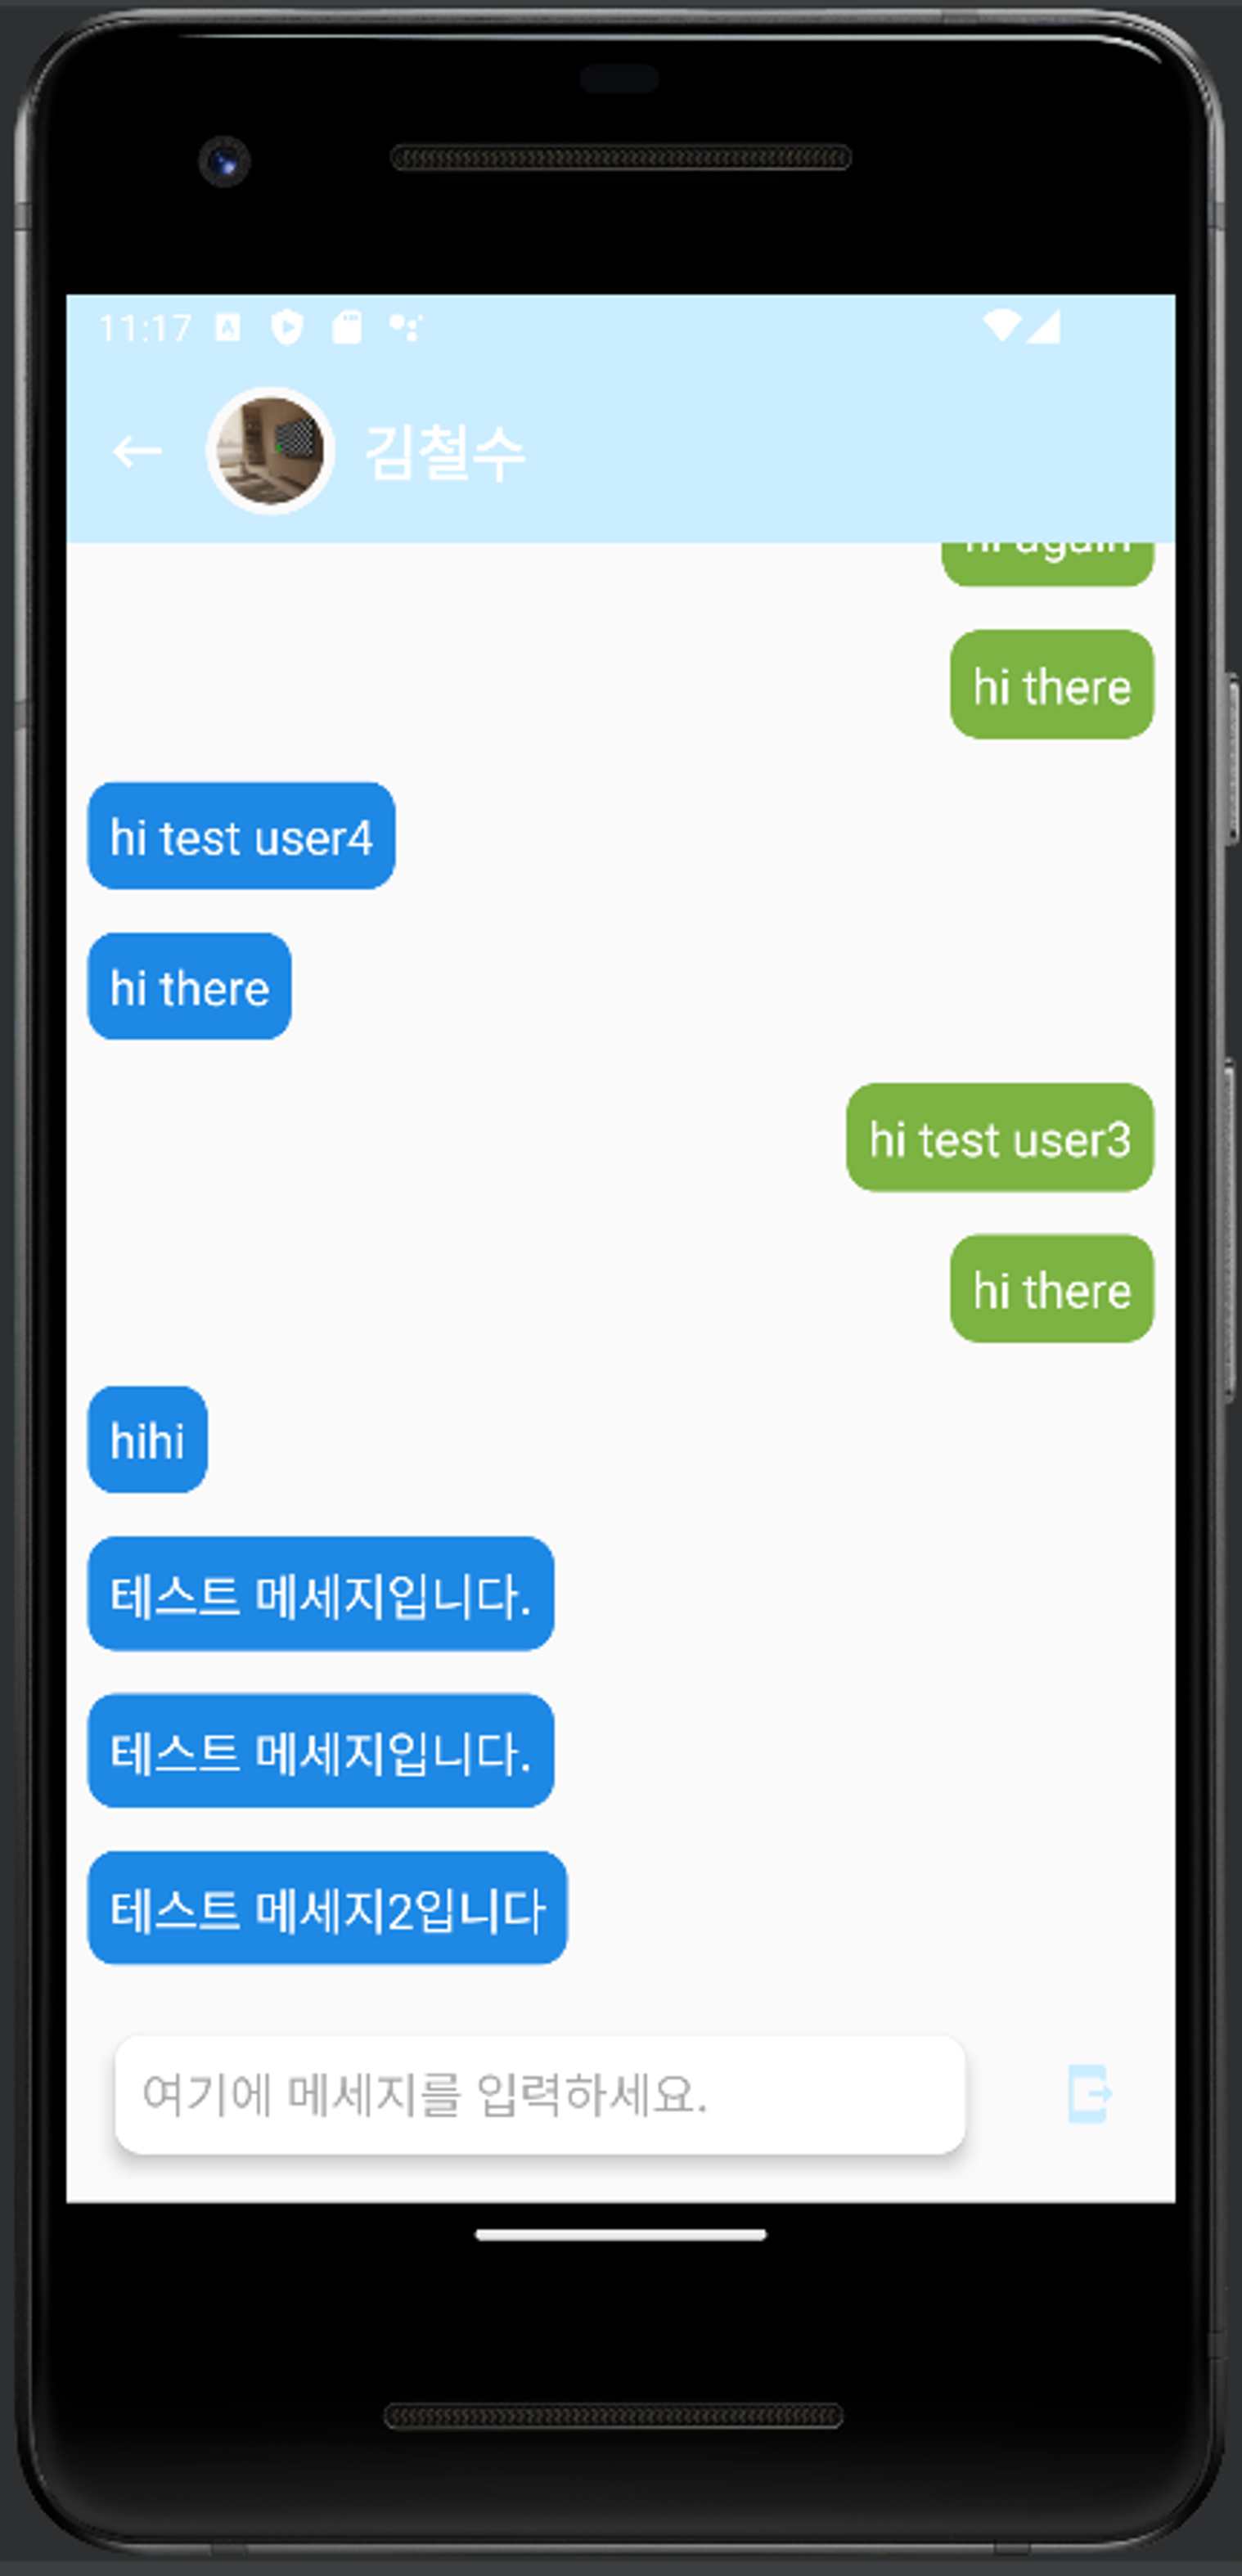 11:17
김철수
hi again
hi there
hi test user4
hi there
hi test user3
hi there
hihi
테스트 메세지입니다.
테스트 메세지입니다.
테스트 메세지2입니다
여기에 메세지를 입력하세요.